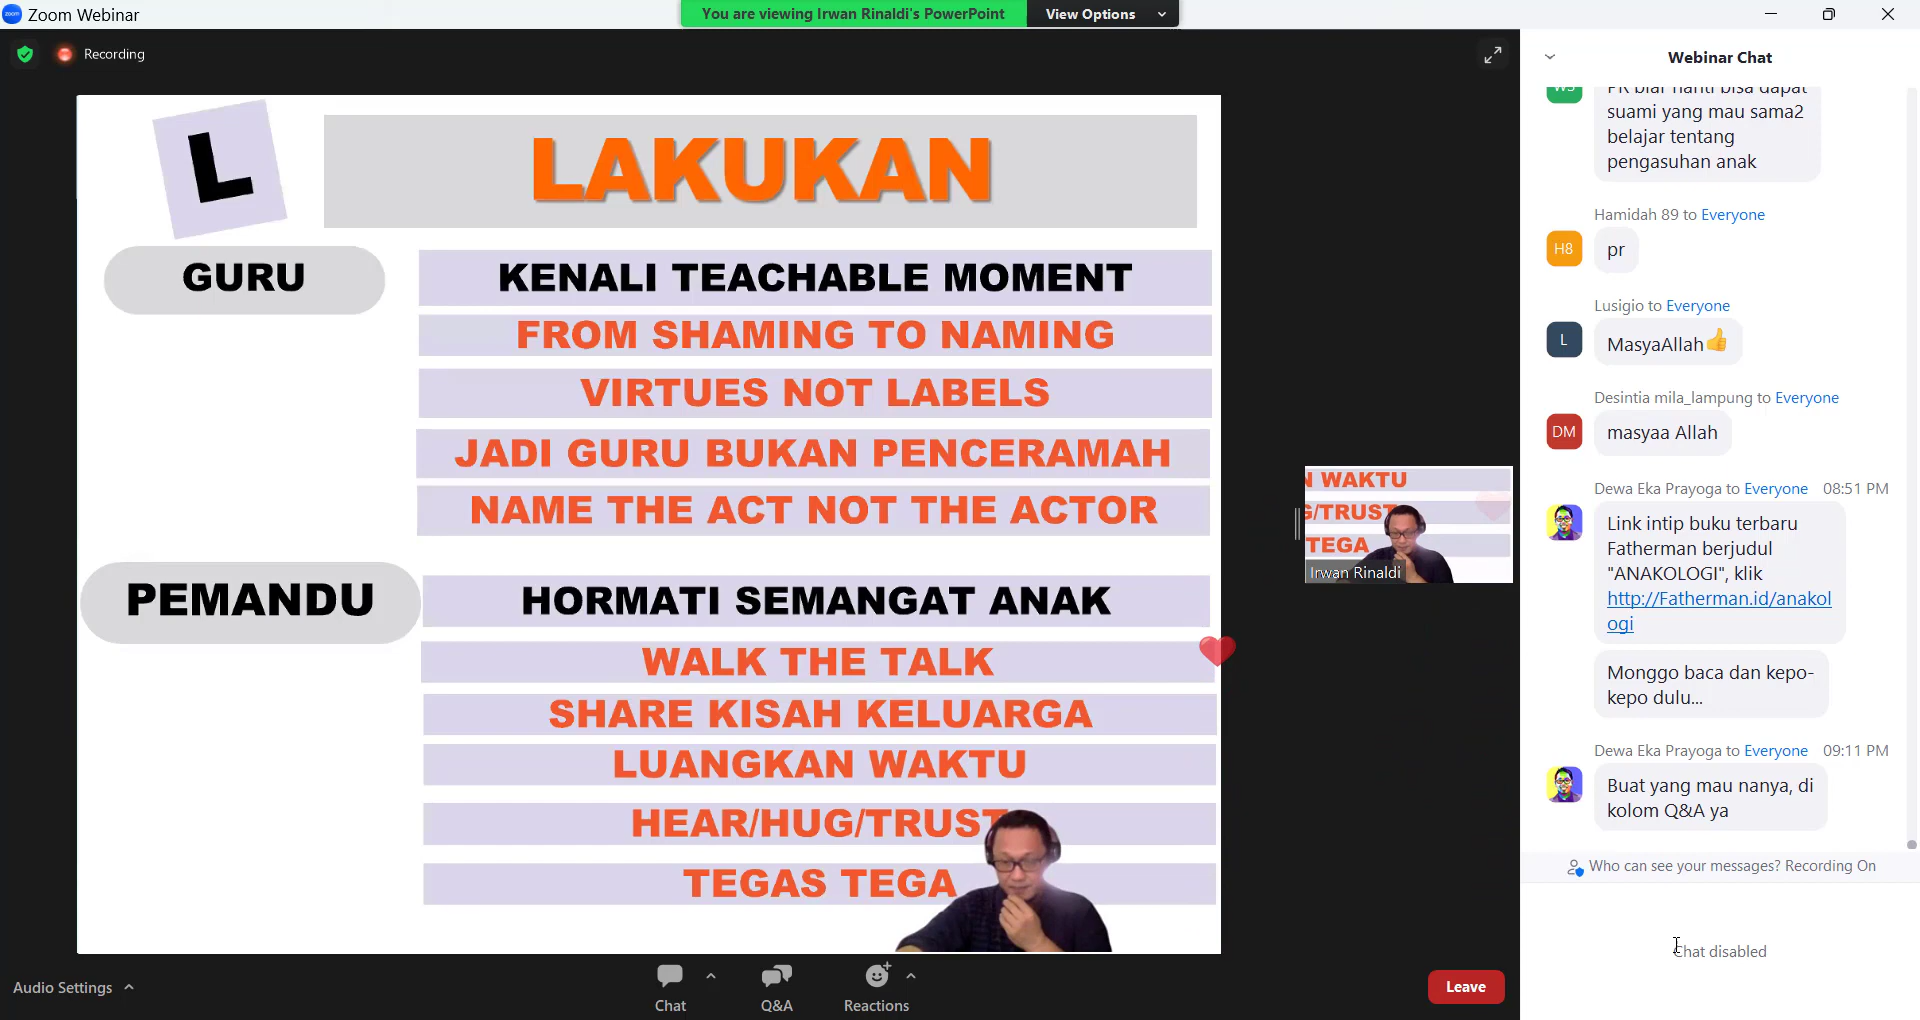 Zoom Webinar
You are viewing Irwan Rinaldi's PowerPoint
View Options
Recording
L
LAKUKAN
GURU
KENALI TEACHABLE MOMENT
FROM SHAMING TO NAMING
VIRTUES NOT LABELS
JADI GURU BUKAN PENCERAMAH
NAME THE ACT NOT THE ACTOR
PEMANDU
HORMATI SEMANGAT ANAK
WALK THE TALK
SHARE KISAH KELUARGA
LUANGKAN WAKTU
HEAR/HUG/TRUST
TEGAS TEGA
WAKTU
/TRUST
TEGA
Irwan Rinaldi
Audio Settings
Chat
Q&A
Reactions
Leave
Webinar Chat
PR biar nanti bisa dapat
suami yang mau sama2
belajar tentang
pengasuhan anak
Hamidah 89 to Everyone
H8
pr
Lusigio to Everyone
L
MasyaAllah👍
Desintia mila_lampung to Everyone
DM
masyaa Allah
Dewa Eka Prayoga to Everyone 08:51 PM
Link intip buku terbaru
Fatherman berjudul
"ANAKOLOGI", klik
http://Fatherman.id/anakol
ogi
Monggo baca dan kepo-
kepo dulu...
Dewa Eka Prayoga to Everyone 09:11 PM
Buat yang mau nanya, di
kolom Q&A ya
Who can see your messages? Recording On
Chat disabled